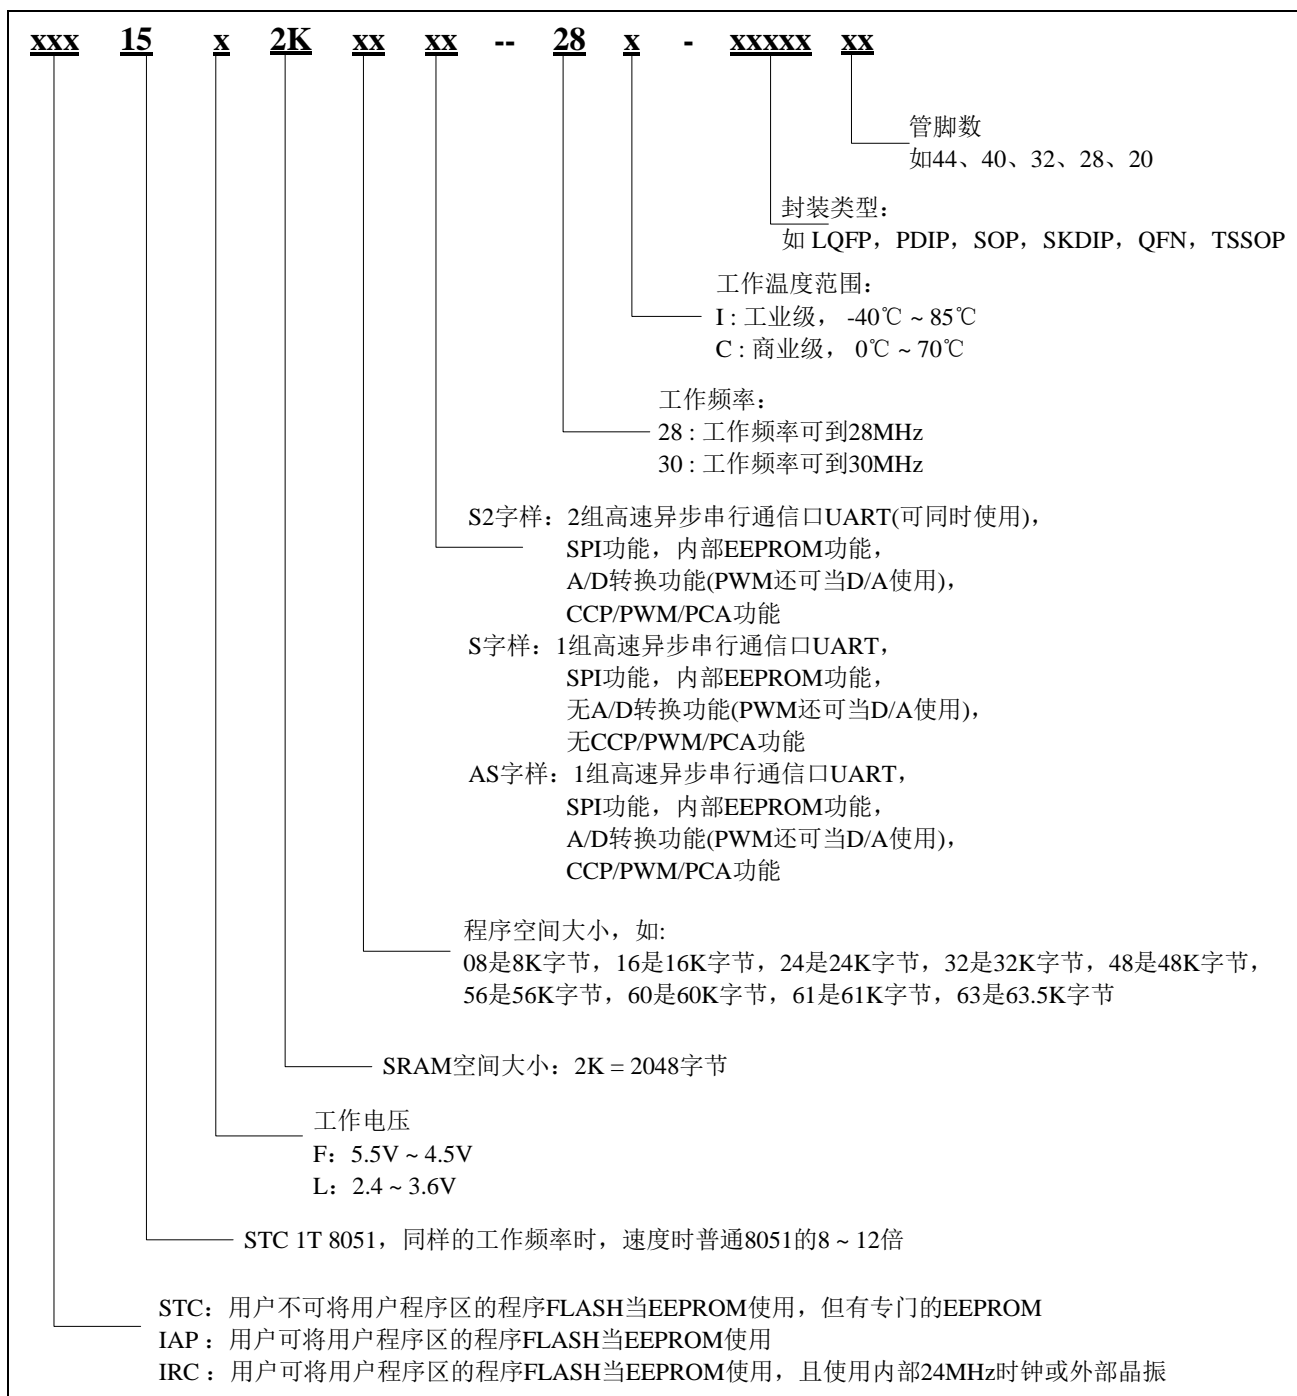 xxx 15 x 2K xx xx -- 28 x - xxxxx xx
管脚数
如44、40、32、28、20
封装类型：
如 LQFP，PDIP，SOP，SKDIP，QFN，TSSOP
工作温度范围：
I : 工业级， -40℃ ~ 85℃
C : 商业级， 0℃ ~ 70℃
工作频率：
28 : 工作频率可到28MHz
30 : 工作频率可到30MHz
S2字样：2组高速异步串行通信口UART(可同时使用)，
SPI功能，内部EEPROM功能，
A/D转换功能(PWM还可当D/A使用)，
CCP/PWM/PCA功能
S字样：1组高速异步串行通信口UART，
SPI功能，内部EEPROM功能，
无A/D转换功能(PWM还可当D/A使用)，
无CCP/PWM/PCA功能
AS字样：1组高速异步串行通信口UART，
SPI功能，内部EEPROM功能，
A/D转换功能(PWM还可当D/A使用)，
CCP/PWM/PCA功能
程序空间大小，如:
08是8K字节，16是16K字节，24是24K字节，32是32K字节，48是48K字节，
56是56K字节，60是60K字节，61是61K字节，63是63.5K字节
SRAM空间大小：2K = 2048字节
工作电压
F：5.5V ~ 4.5V
L：2.4 ~ 3.6V
STC 1T 8051，同样的工作频率时，速度时普通8051的8 ~ 12倍
STC：用户不可将用户程序区的程序FLASH当EEPROM使用，但有专门的EEPROM
IAP：用户可将用户程序区的程序FLASH当EEPROM使用
IRC：用户可将用户程序区的程序FLASH当EEPROM使用，且使用内部24MHz时钟或外部晶振